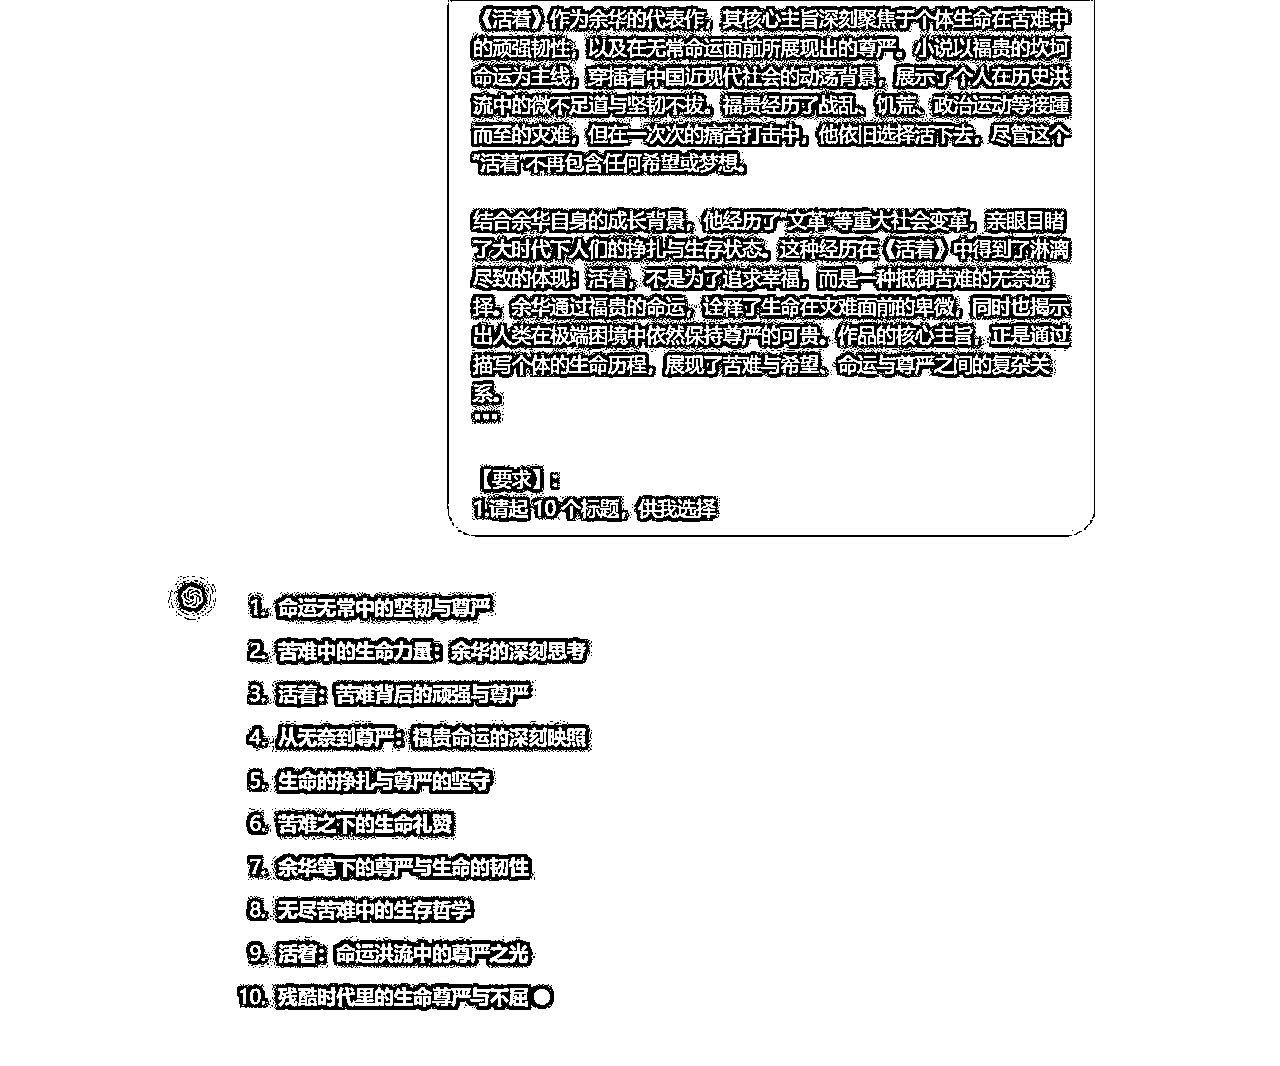 《活着》作为余华的代表作，其核心主旨深刻聚焦于个体生命在苦难中
的顽强韧性，以及在无常命运面前所展现出的尊严。小说以福贵的坎坷
命运为主线，穿插着中国近现代社会的动荡背景，展示了个人在历史洪
流中的微不足道与坚韧不拔。福贵经历了战乱、饥荒、政治运动等接踵
而至的灾难，但在一次次的痛苦打击中，他依旧选择活下去，尽管这个
“活着”不再包含任何希望或梦想。
结合余华自身的成长背景，他经历了“文革”等重大社会变革，亲眼目睹
了大时代下人们的挣扎与生存状态。这种经历在《活着》中得到了淋漓
尽致的体现：活着，不是为了追求幸福，而是一种抵御苦难的无奈选
择。余华通过福贵的命运，诠释了生命在灾难面前的卑微，同时也揭示
出人类在极端困境中依然保持尊严的可贵。作品的核心主旨，正是通过
描写个体的生命历程，展现了苦难与希望、命运与尊严之间的复杂关
系。
【要求】：
1.请起 10 个标题，供我选择
1. 命运无常中的坚韧与尊严
2. 苦难中的生命力量：余华的深刻思考
3. 活着：苦难背后的顽强与尊严
4. 从无奈到尊严：福贵命运的深刻映照
5. 生命的挣扎与尊严的坚守
6. 苦难之下的生命礼赞
7. 余华笔下的尊严与生命的韧性
8. 无尽苦难中的生存哲学
9. 活着：命运洪流中的尊严之光
10. 残酷时代里的生命尊严与不屈